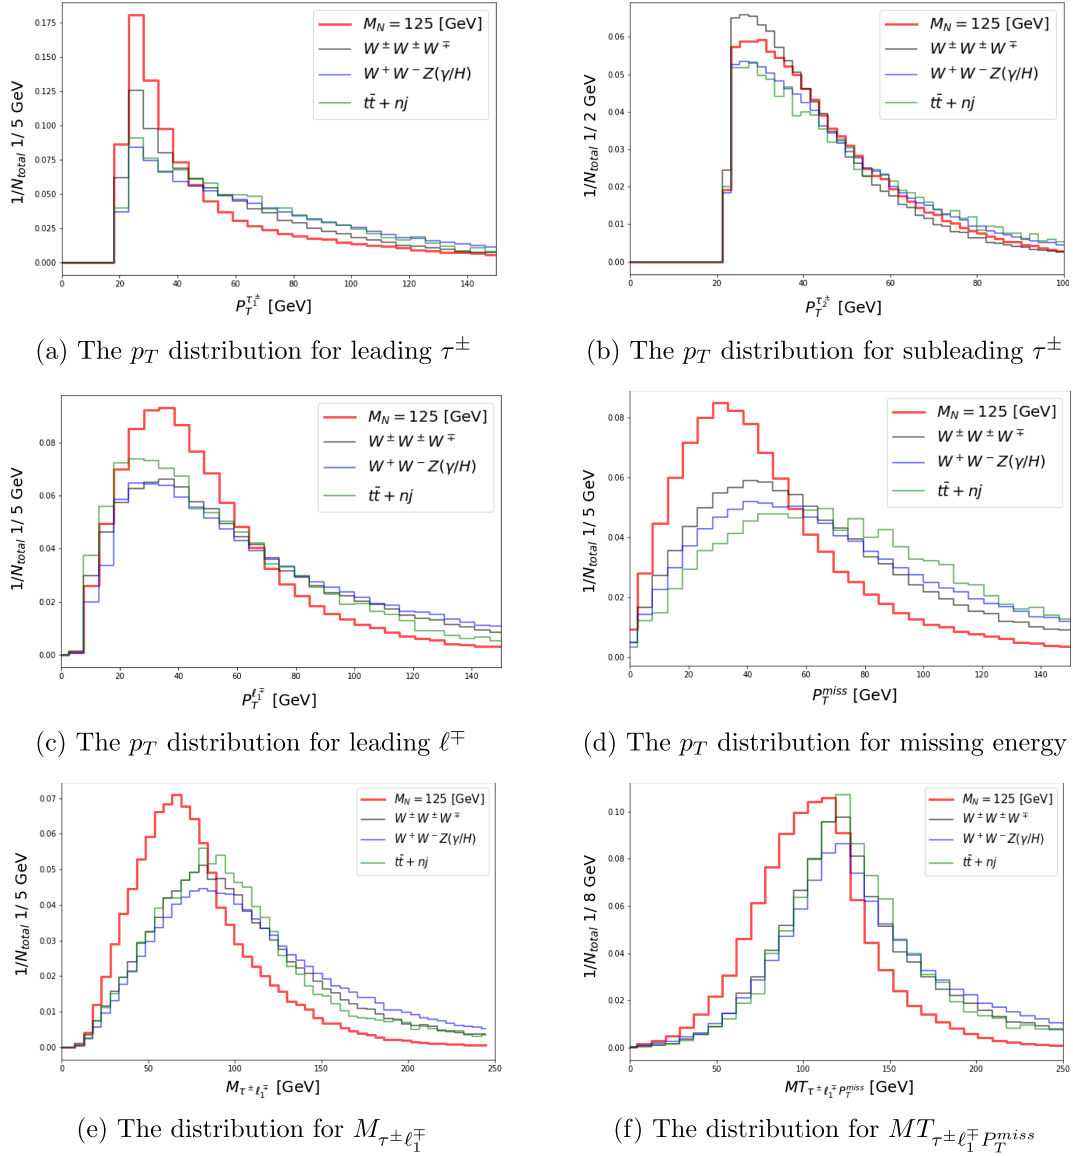 0.175
0.150
0.125
0.100
0.075
0.050
0.025
0.000
1/N_total 1/ 5 GeV
M_N = 125 [GeV]
W^± W^± W^∓
W^+ W^- Z(γ/H)
tt̄ + nj
0 20 40 60 80 100 120 140
P_T^{τ_1^±} [GeV]
(a) The p_T distribution for leading τ^±
0.06
0.05
0.04
0.03
0.02
0.01
0.00
1/N_total 1/ 2 GeV
M_N = 125 [GeV]
W^± W^± W^∓
W^+ W^- Z(γ/H)
tt̄ + nj
0 20 40 60 80 100
P_T^{τ_2^±} [GeV]
(b) The p_T distribution for subleading τ^±
0.08
0.06
0.04
0.02
0.00
1/N_total 1/ 5 GeV
M_N = 125 [GeV]
W^± W^± W^∓
W^+ W^- Z(γ/H)
tt̄ + nj
0 20 40 60 80 100 120 140
P_T^{ℓ_1^∓} [GeV]
(c) The p_T distribution for leading ℓ^∓
0.08
0.06
0.04
0.02
0.00
1/N_total 1/ 5 GeV
M_N = 125 [GeV]
W^± W^± W^∓
W^+ W^- Z(γ/H)
tt̄ + nj
0 20 40 60 80 100 120 140
P_T^{miss} [GeV]
(d) The p_T distribution for missing energy
0.07
0.06
0.05
0.04
0.03
0.02
0.01
0.00
1/N_total 1/ 5 GeV
M_N = 125 [GeV]
W^± W^± W^∓
W^+ W^- Z(γ/H)
tt̄ + nj
0 50 100 150 200 250
M_{τ^± ℓ_1^∓} [GeV]
(e) The distribution for M_{τ^± ℓ_1^∓}
0.10
0.08
0.06
0.04
0.02
0.00
1/N_total 1/ 8 GeV
M_N = 125 [GeV]
W^± W^± W^∓
W^+ W^- Z(γ/H)
tt̄ + nj
0 50 100 150 200 250
MT_{τ^± ℓ_1^∓ P_T^{miss}} [GeV]
(f) The distribution for MT_{τ^± ℓ_1^∓ P_T^{miss}}